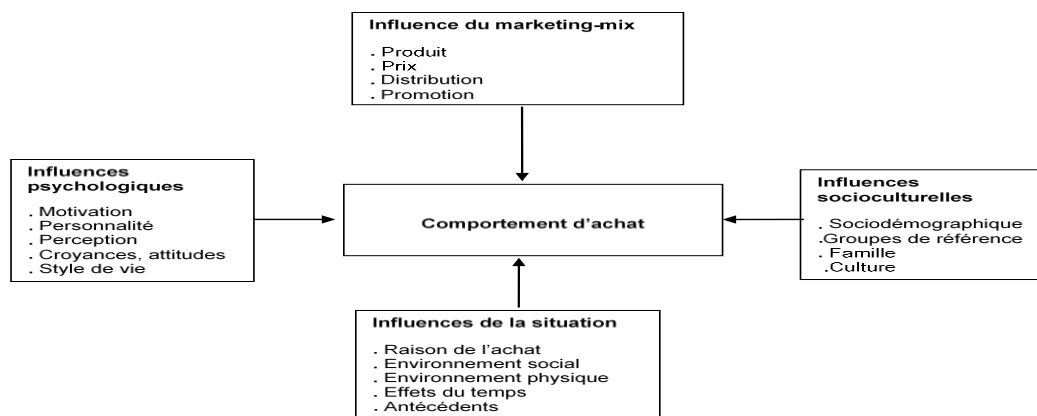 Influence du marketing-mix
. Produit
. Prix
. Distribution
. Promotion
Influences
psychologiques
. Motivation
. Personnalité
. Perception
. Croyances, attitudes
. Style de vie
Comportement d’achat
Influences
socioculturelles
. Sociodémographique
.Groupes de référence
. Famille
.Culture
Influences de la situation
. Raison de l’achat
. Environnement social
. Environnement physique
. Effets du temps
. Antécédents